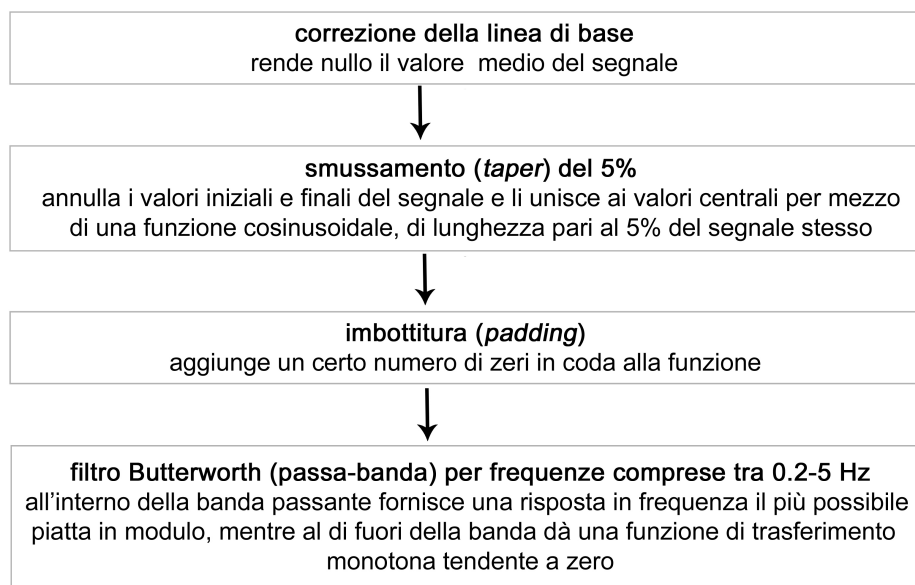 correzione della linea di base
rende nullo il valore medio del segnale
smussamento (taper) del 5%
annulla i valori iniziali e finali del segnale e li unisce ai valori centrali per mezzo
di una funzione cosinusoidale, di lunghezza pari al 5% del segnale stesso
imbottitura (padding)
aggiunge un certo numero di zeri in coda alla funzione
filtro Butterworth (passa-banda) per frequenze comprese tra 0.2-5 Hz
all'interno della banda passante fornisce una risposta in frequenza il più possibile
piatta in modulo, mentre al di fuori della banda dà una funzione di trasferimento
monotona tendente a zero